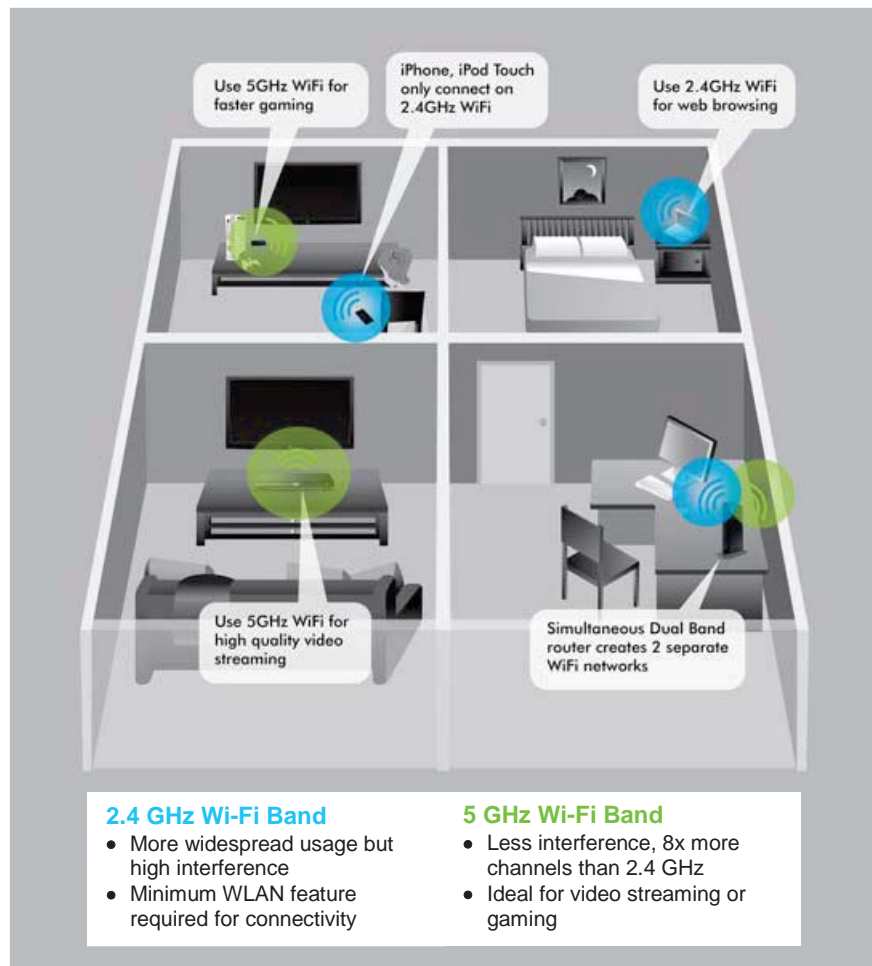 Use 5GHz WiFi for
faster gaming
iPhone, iPod Touch
only connect on
2.4GHz WiFi
Use 2.4GHz WiFi
for web browsing
Use 5GHz WiFi for
high quality video
streaming
Simultaneous Dual Band
router creates 2 separate
WiFi networks
2.4 GHz Wi-Fi Band
● More widespread usage but
high interference
● Minimum WLAN feature
required for connectivity
5 GHz Wi-Fi Band
● Less interference, 8x more
channels than 2.4 GHz
● Ideal for video streaming or
gaming